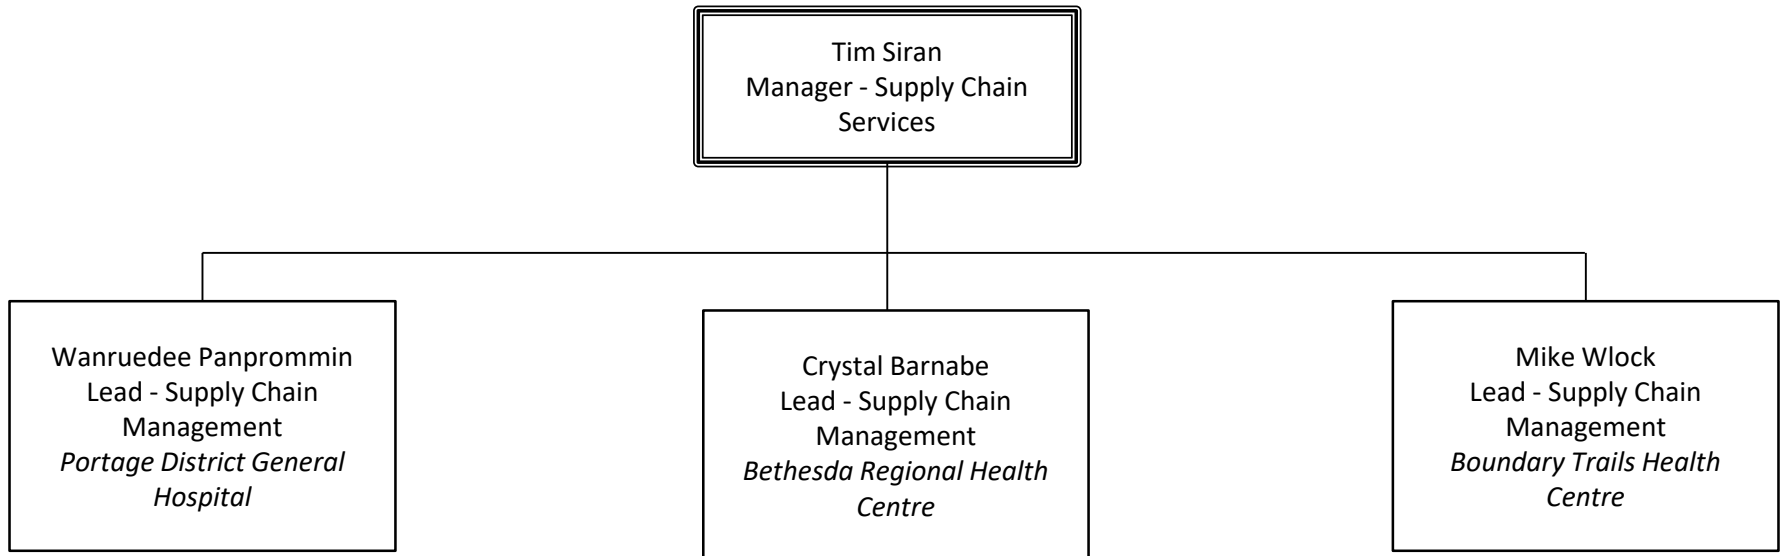 Tim Siran
Manager - Supply Chain
Services
Wanruedee Panprommin
Lead - Supply Chain
Management
Portage District General
Hospital
Crystal Barnabe
Lead - Supply Chain
Management
Bethesda Regional Health
Centre
Mike Wlock
Lead - Supply Chain
Management
Boundary Trails Health
Centre